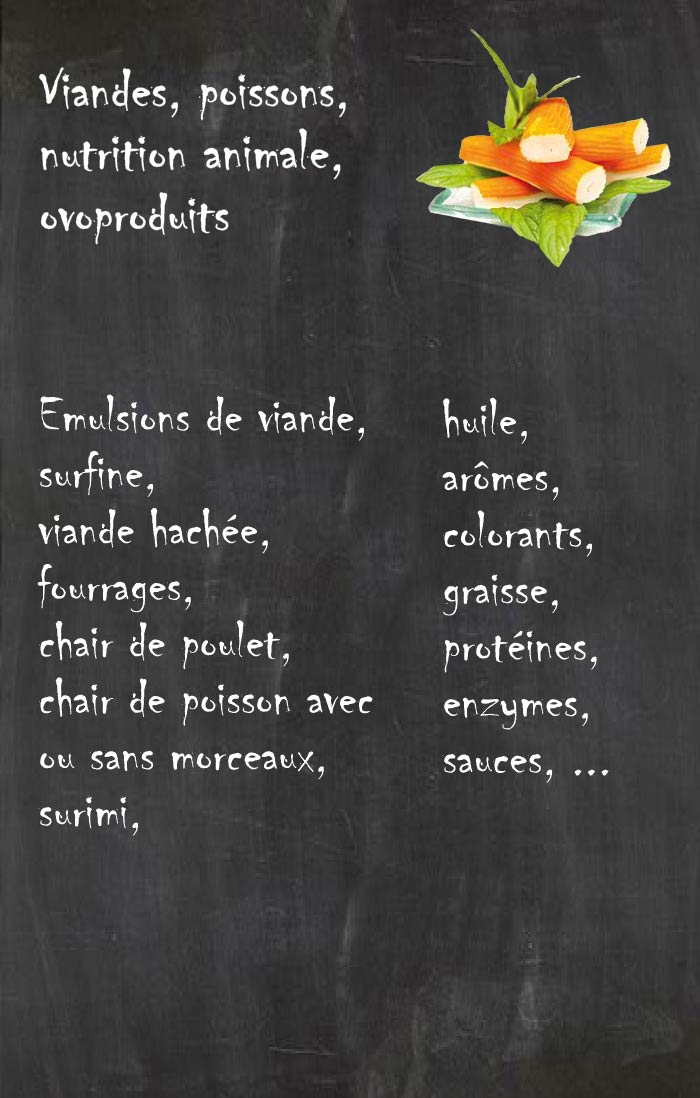 Viandes, poissons,
nutrition animale,
ovoproduits
Emulsions de viande,
surfine,
viande hachée,
fourrages,
chair de poulet,
chair de poisson avec
ou sans morceaux,
surimi,
huile,
arômes,
colorants,
graisse,
protéines,
enzymes,
sauces, ...